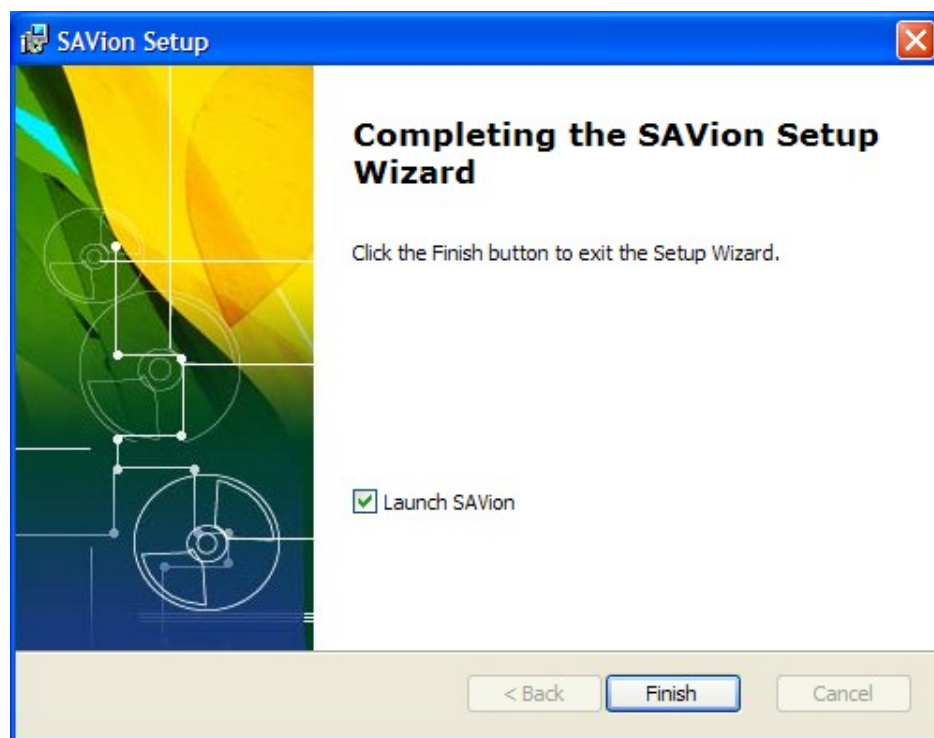 SAVion Setup
Completing the SAVion Setup
Wizard
Click the Finish button to exit the Setup Wizard.
Launch SAVion
< Back
Finish
Cancel